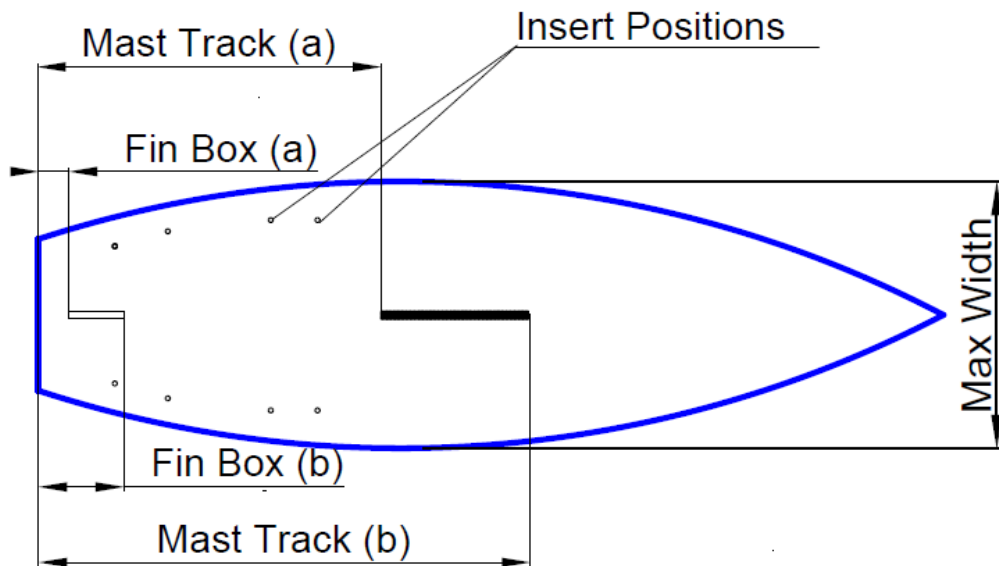 Insert Positions
Mast Track (a)
Fin Box (a)
Max Width
Fin Box (b)
Mast Track (b)